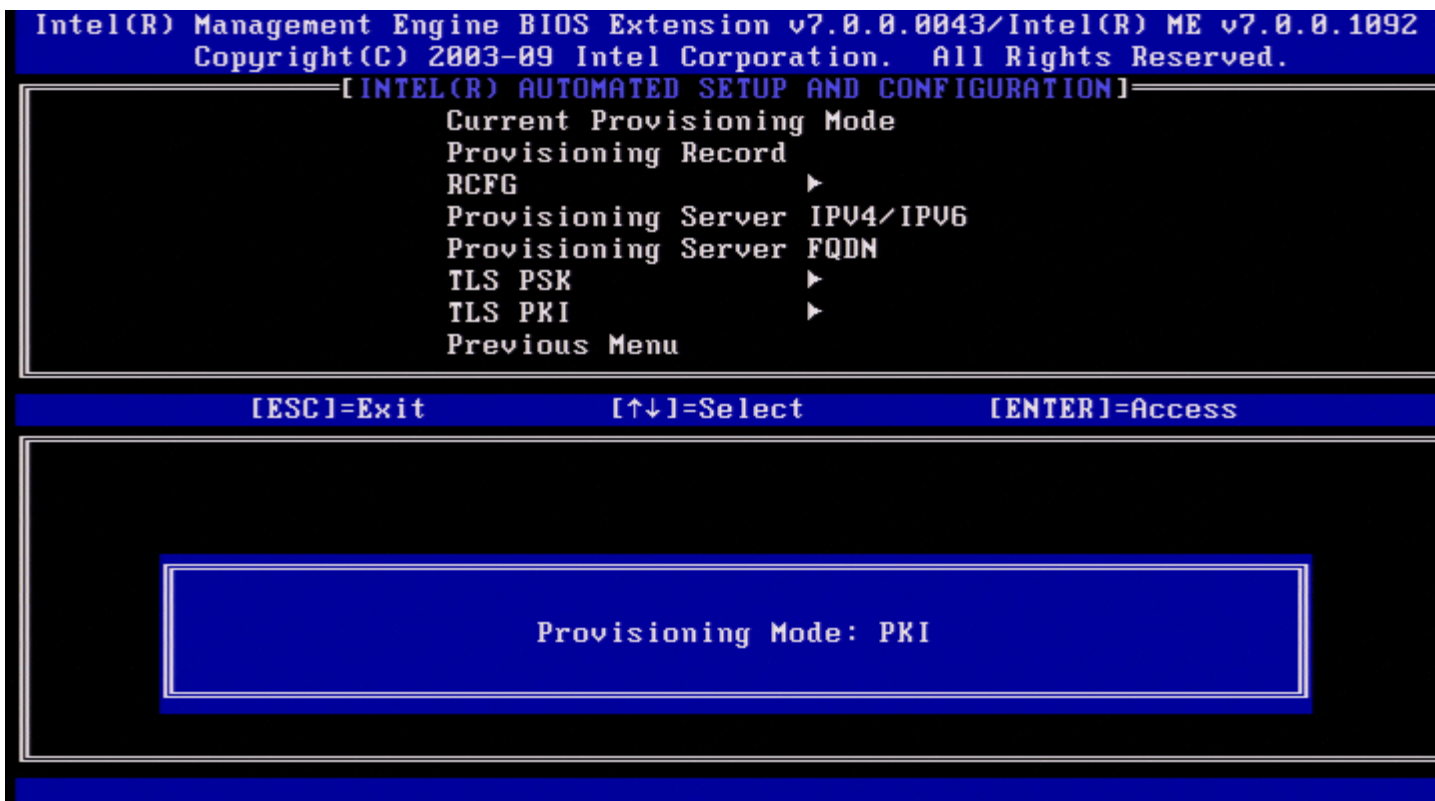 Intel(R) Management Engine BIOS Extension v7.0.0.0043/Intel(R) ME v7.0.0.1092
Copyright(C) 2003-09 Intel Corporation. All Rights Reserved.
[INTEL(R) AUTOMATED SETUP AND CONFIGURATION]
Current Provisioning Mode
Provisioning Record
RCFG ►
Provisioning Server IPV4/IPV6
Provisioning Server FQDN
TLS PSK ►
TLS PKI ►
Previous Menu
[ESC]=Exit [↑↓]=Select [ENTER]=Access
Provisioning Mode: PKI